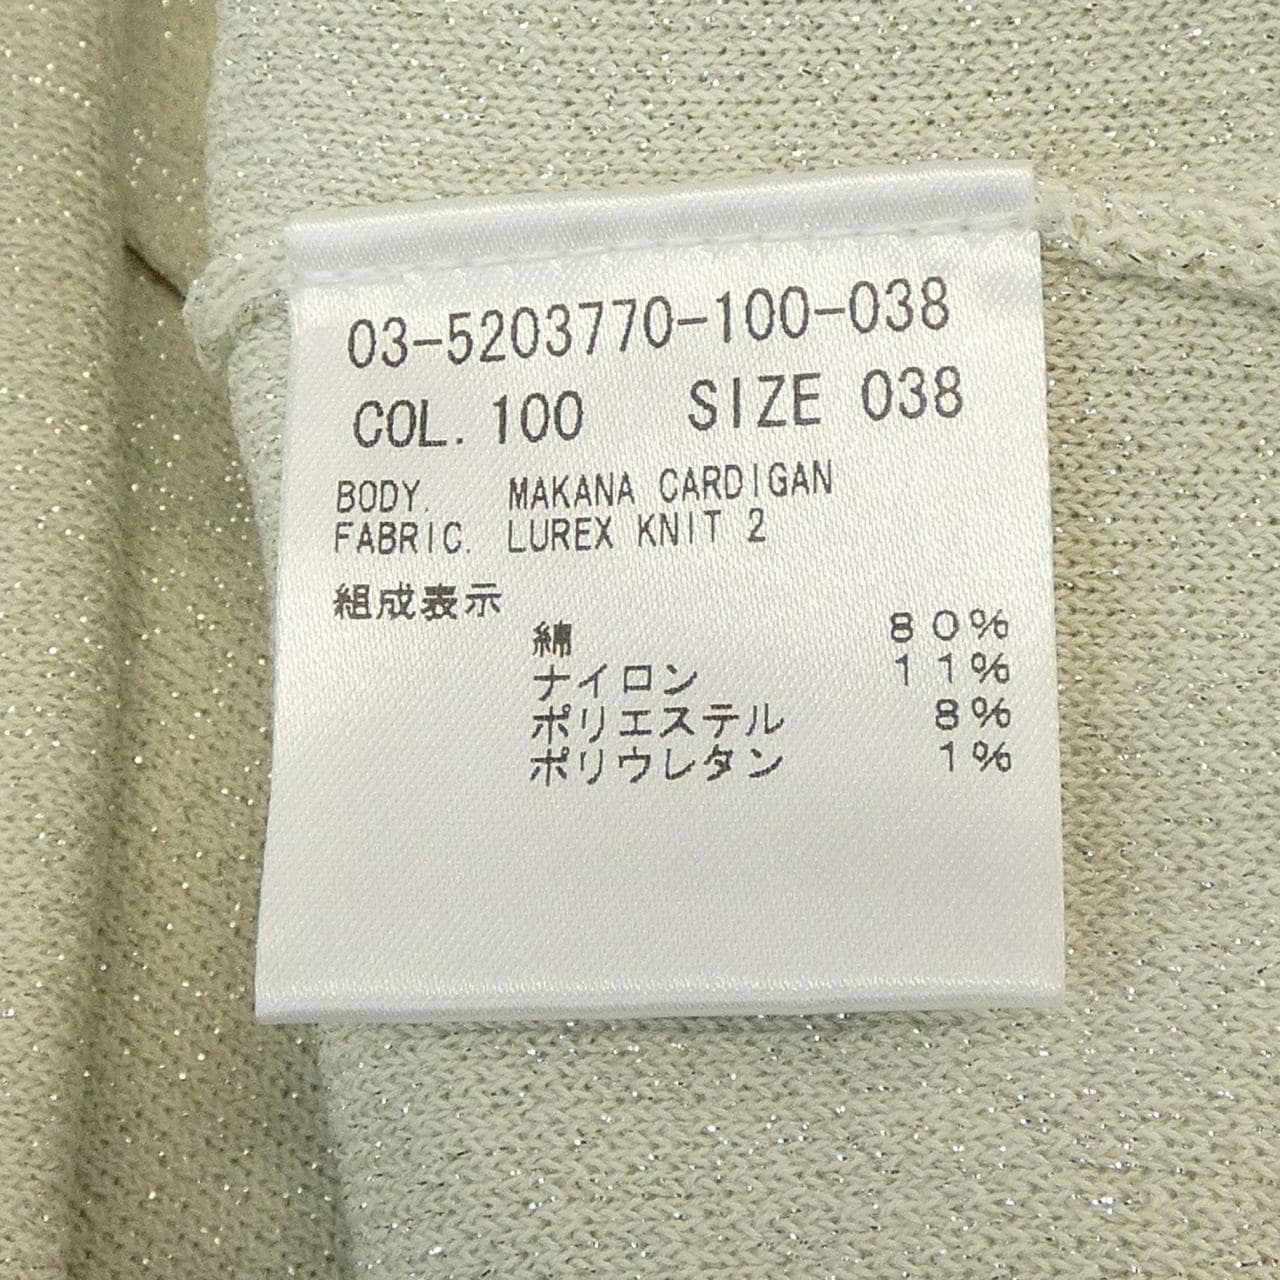 03-5203770-100-038
COL. 100 SIZE 038
BODY. MAKANA CARDIGAN
FABRIC. LUREX KNIT 2
組成表示
綿 80%
ナイロン 11%
ポリエステル 8%
ポリウレタン 1%